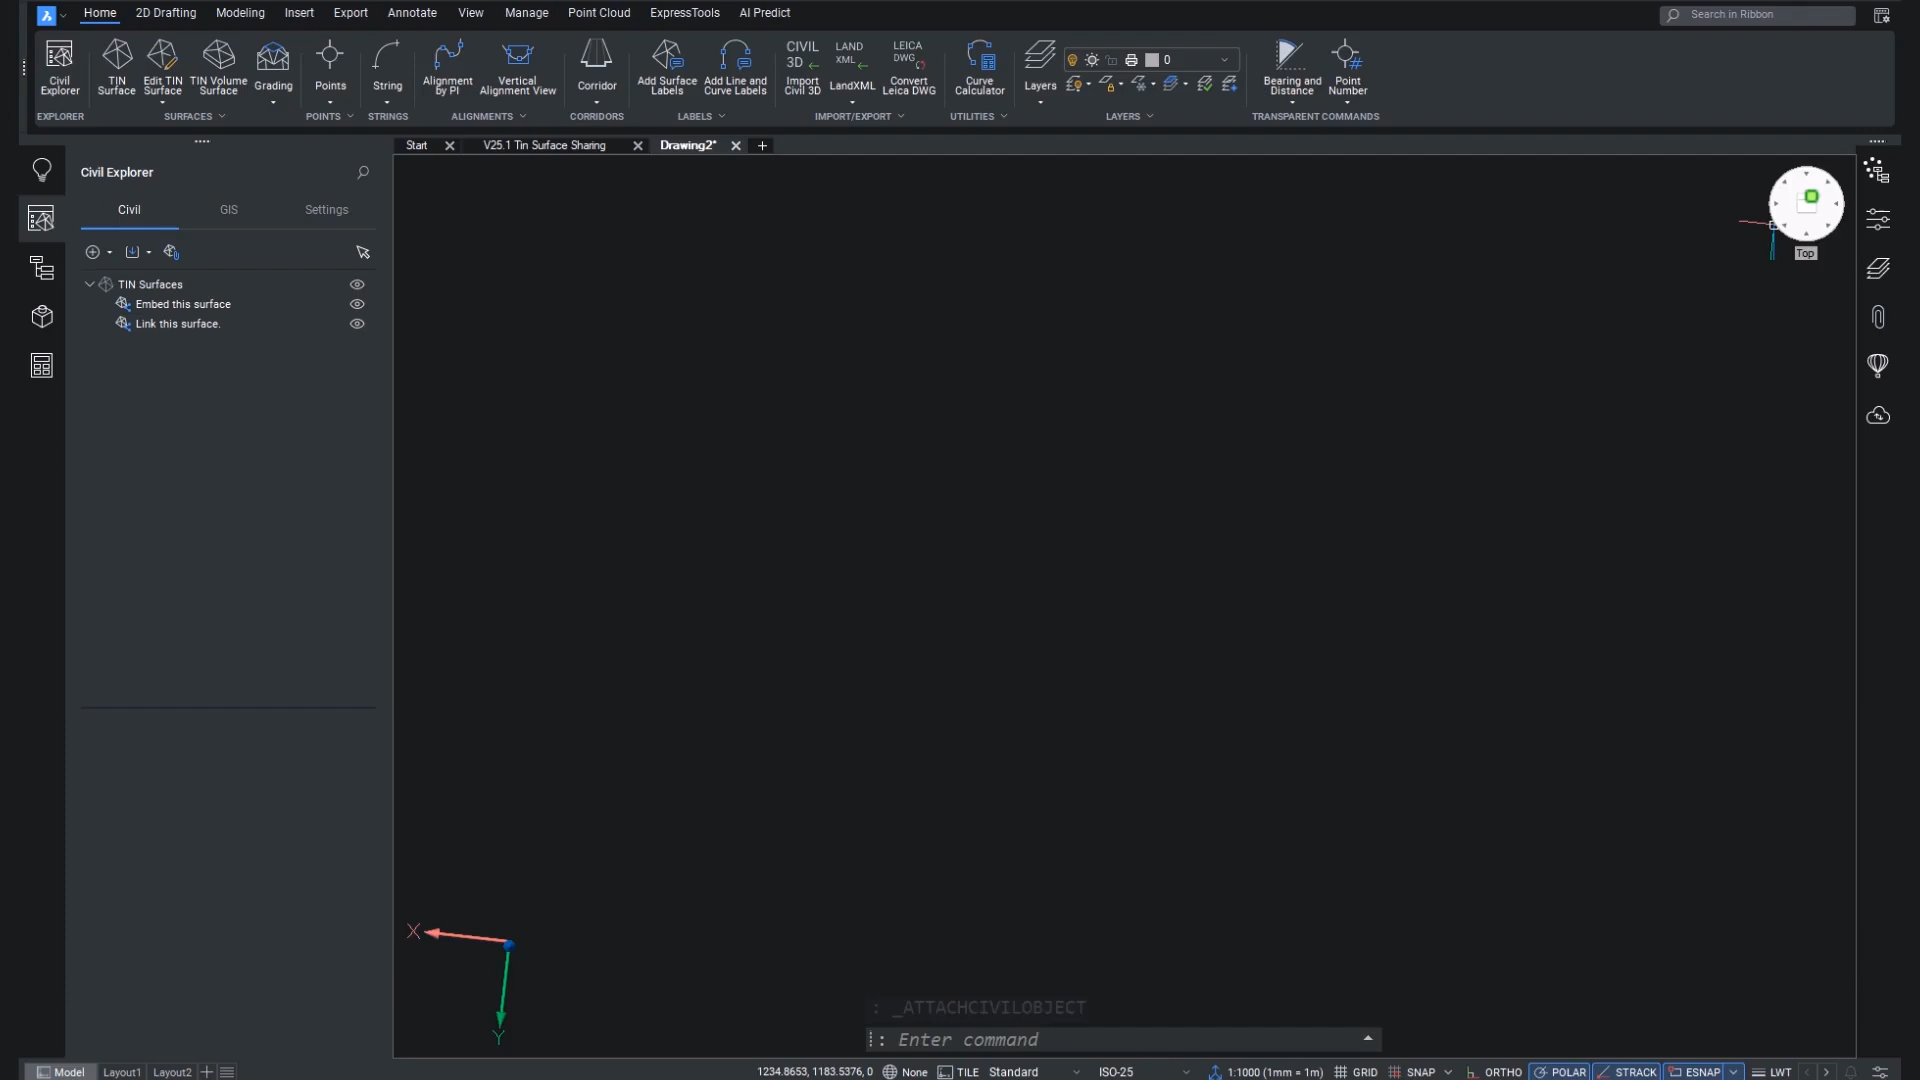 Home 2D Drafting Modeling Insert Export Annotate View Manage Point Cloud ExpressTools AI Predict Search in Ribbon
Civil Explorer
TIN Surface
Edit TIN Surface
TIN Volume Surface
Grading
Points
String
Alignment by PI
Vertical Alignment View
Corridor
Add Surface Labels
Add Line and Curve Labels
CIVIL 3D
Import Civil 3D
LAND XML
LandXML
LEICA DWG
Convert Leica DWG
Curve Calculator
Layers
0
Bearing and Distance
Point Number
EXPLORER SURFACES POINTS STRINGS ALIGNMENTS CORRIDORS LABELS IMPORT/EXPORT UTILITIES LAYERS TRANSPARENT COMMANDS
Start V25.1 Tin Surface Sharing Drawing2*
Civil Explorer
Civil GIS Settings
TIN Surfaces
Embed this surface
Link this surface.
Top
X
Y
: _ATTACHCIVILOBJECT
: Enter command
Model Layout1 Layout2 1234.8653, 1183.5376, 0 None TILE Standard ISO-25 1:1000 (1mm = 1m) GRID SNAP ORTHO POLAR STRACK ESNAP LWT